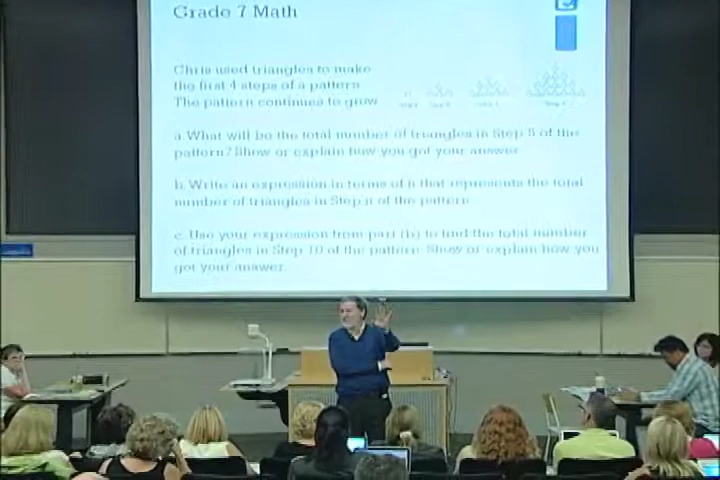 Grade 7 Math
Chris used triangles to make
the first 4 steps of a pattern
The pattern continues to grow
a. What will be the total number of triangles in Step 5 of the
pattern? Show or explain how you got your answer.
b. Write an expression in terms of n that represents the total
number of triangles in Step n of the pattern.
c. Use your expression from part (b) to find the total number
of triangles in Step 10 of the pattern. Show or explain how you
got your answer.